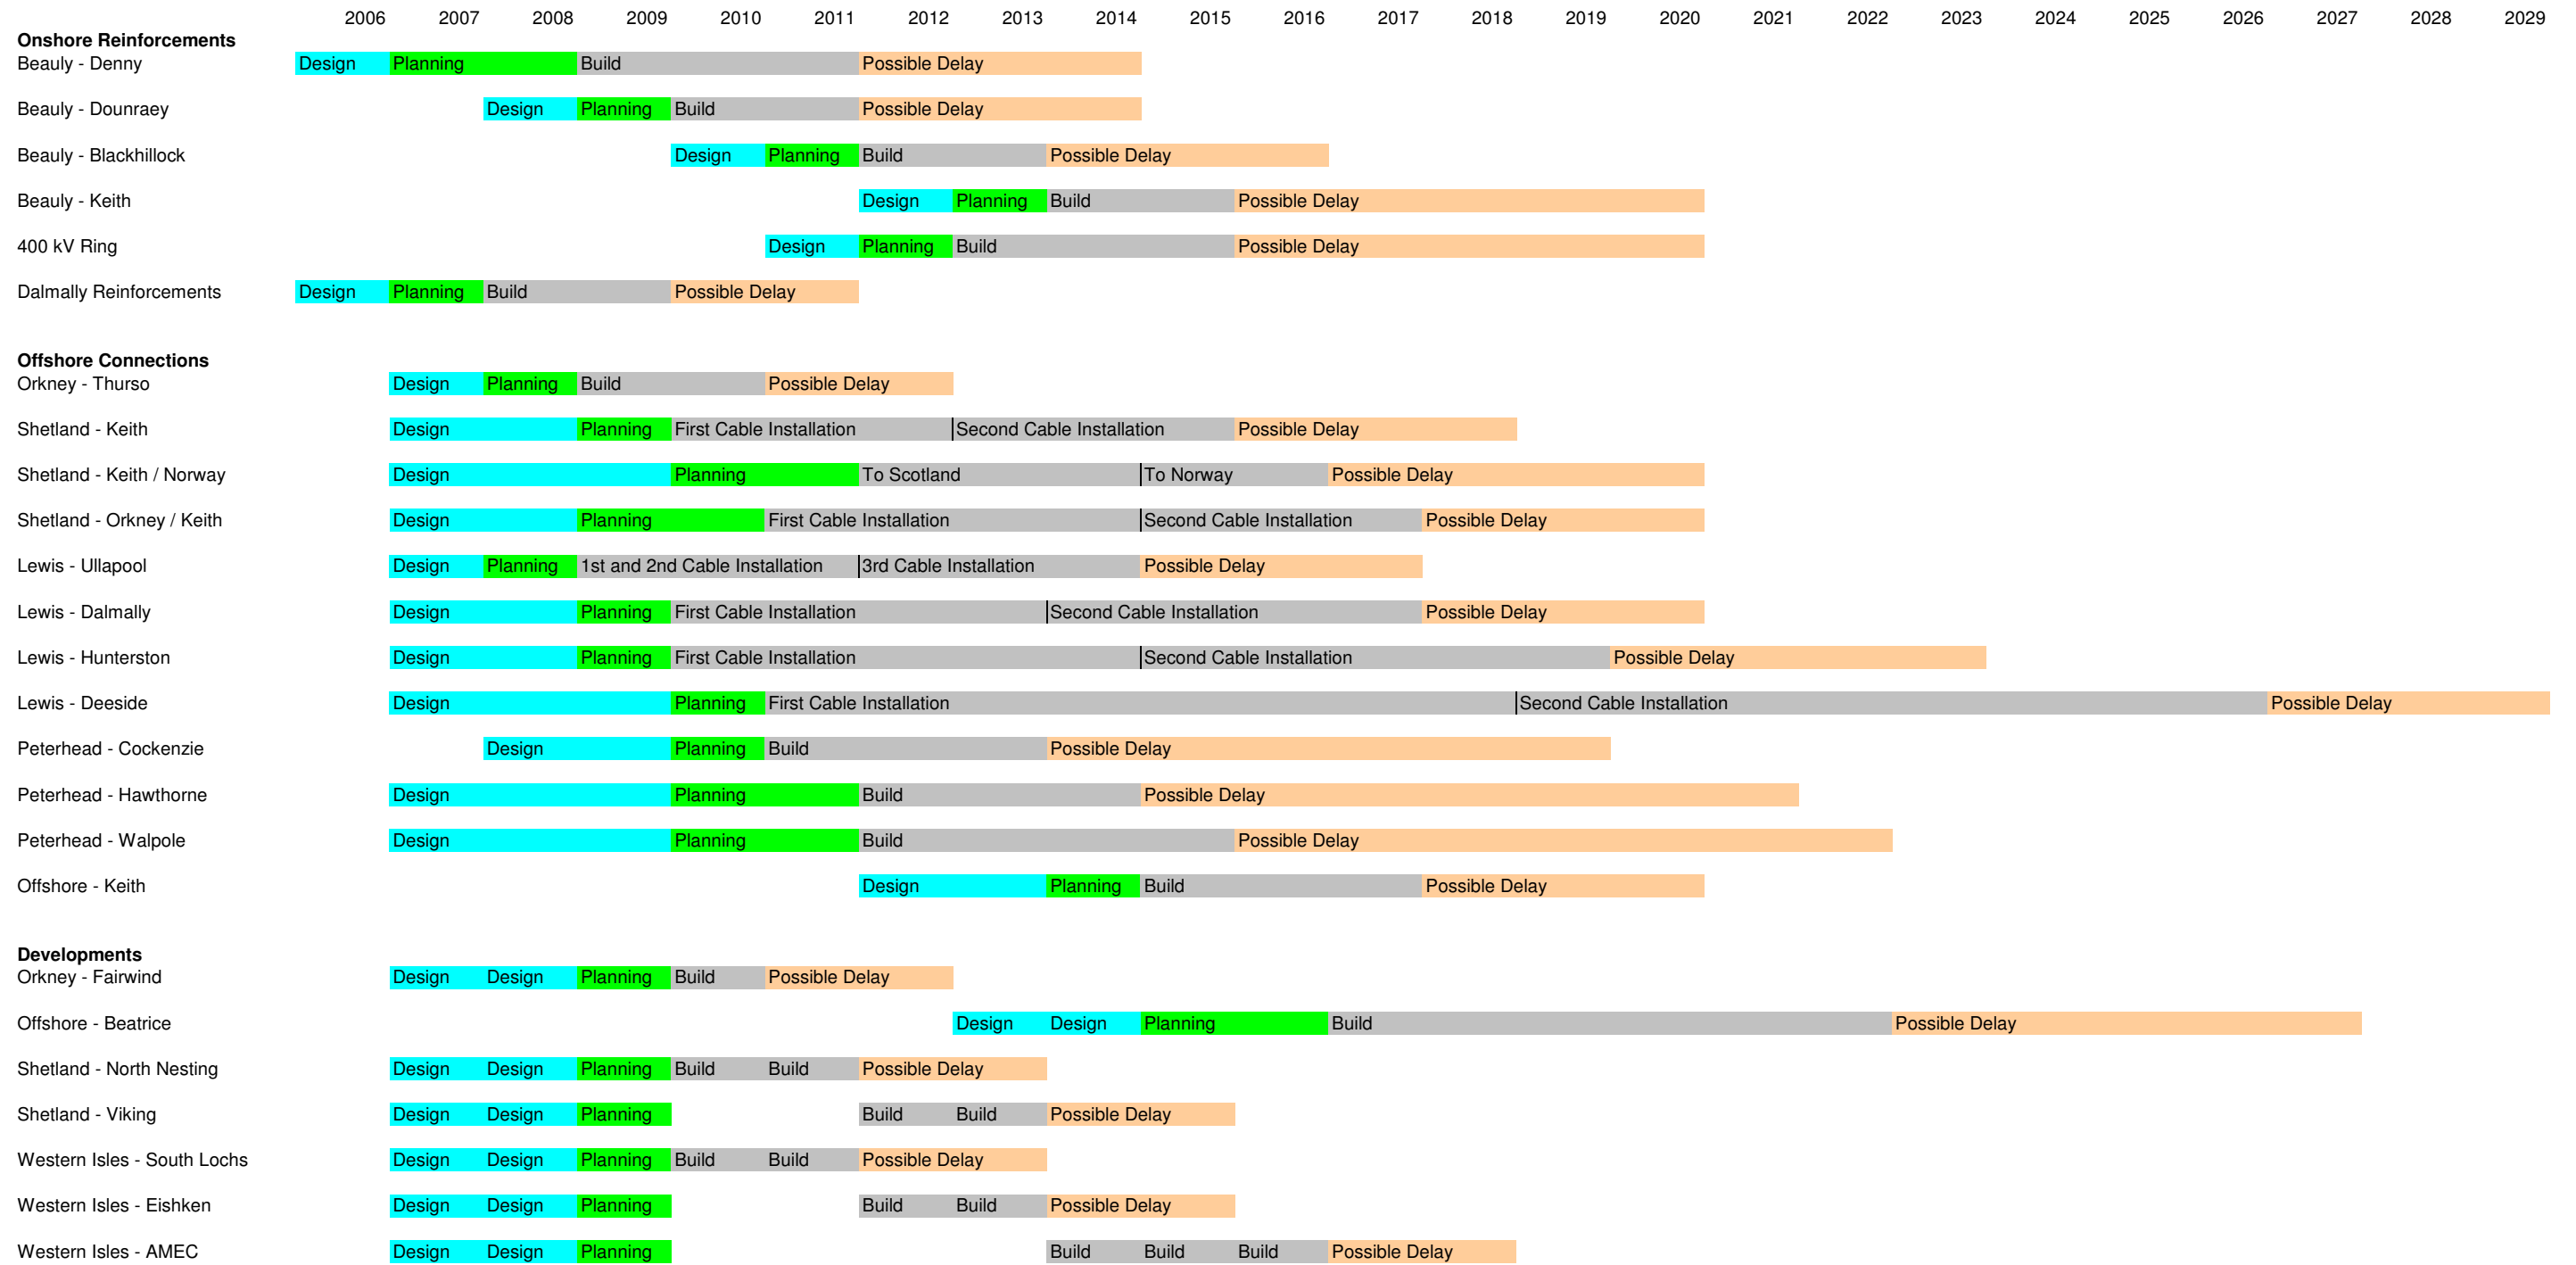 2006 2007 2008 2009 2010 2011 2012 2013 2014 2015 2016 2017 2018 2019 2020 2021 2022 2023 2024 2025 2026 2027 2028 2029
Onshore Reinforcements
Beauly - Denny Design Planning Build Possible Delay
Beauly - Dounraey Design Planning Build Possible Delay
Beauly - Blackhillock Design Planning Build Possible Delay
Beauly - Keith Design Planning Build Possible Delay
400 kV Ring Design Planning Build Possible Delay
Dalmally Reinforcements Design Planning Build Possible Delay
Offshore Connections
Orkney - Thurso Design Planning Build Possible Delay
Shetland - Keith Design Planning First Cable Installation Second Cable Installation Possible Delay
Shetland - Keith / Norway Design Planning To Scotland To Norway Possible Delay
Shetland - Orkney / Keith Design Planning First Cable Installation Second Cable Installation Possible Delay
Lewis - Ullapool Design Planning 1st and 2nd Cable Installation 3rd Cable Installation Possible Delay
Lewis - Dalmally Design Planning First Cable Installation Second Cable Installation Possible Delay
Lewis - Hunterston Design Planning First Cable Installation Second Cable Installation Possible Delay
Lewis - Deeside Design Planning First Cable Installation Second Cable Installation Possible Delay
Peterhead - Cockenzie Design Planning Build Possible Delay
Peterhead - Hawthorne Design Planning Build Possible Delay
Peterhead - Walpole Design Planning Build Possible Delay
Offshore - Keith Design Planning Build Possible Delay
Developments
Orkney - Fairwind Design Design Planning Build Possible Delay
Offshore - Beatrice Design Design Planning Build Possible Delay
Shetland - North Nesting Design Design Planning Build Build Possible Delay
Shetland - Viking Design Design Planning Build Build Possible Delay
Western Isles - South Lochs Design Design Planning Build Build Possible Delay
Western Isles - Eishken Design Design Planning Build Build Possible Delay
Western Isles - AMEC Design Design Planning Build Build Build Possible Delay